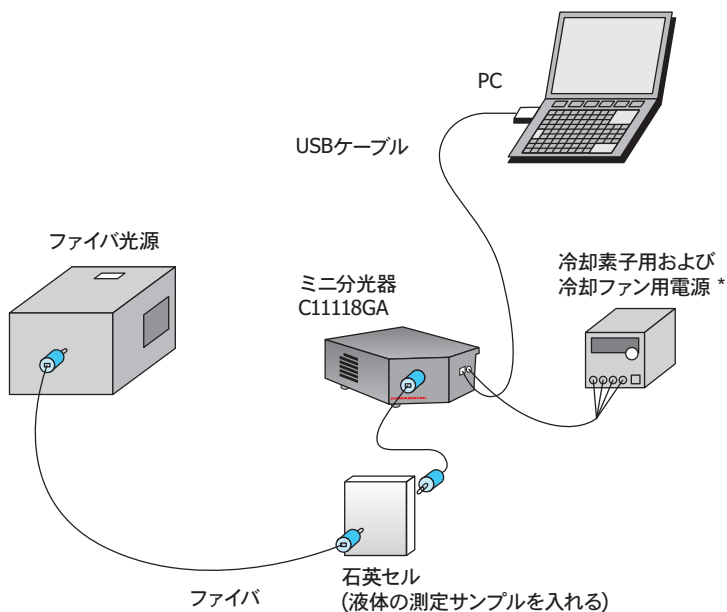 PC
USBケーブル
ファイバ光源
ミニ分光器
C11118GA
冷却素子用および
冷却ファン用電源 *
ファイバ
石英セル
(液体の測定サンプルを入れる)